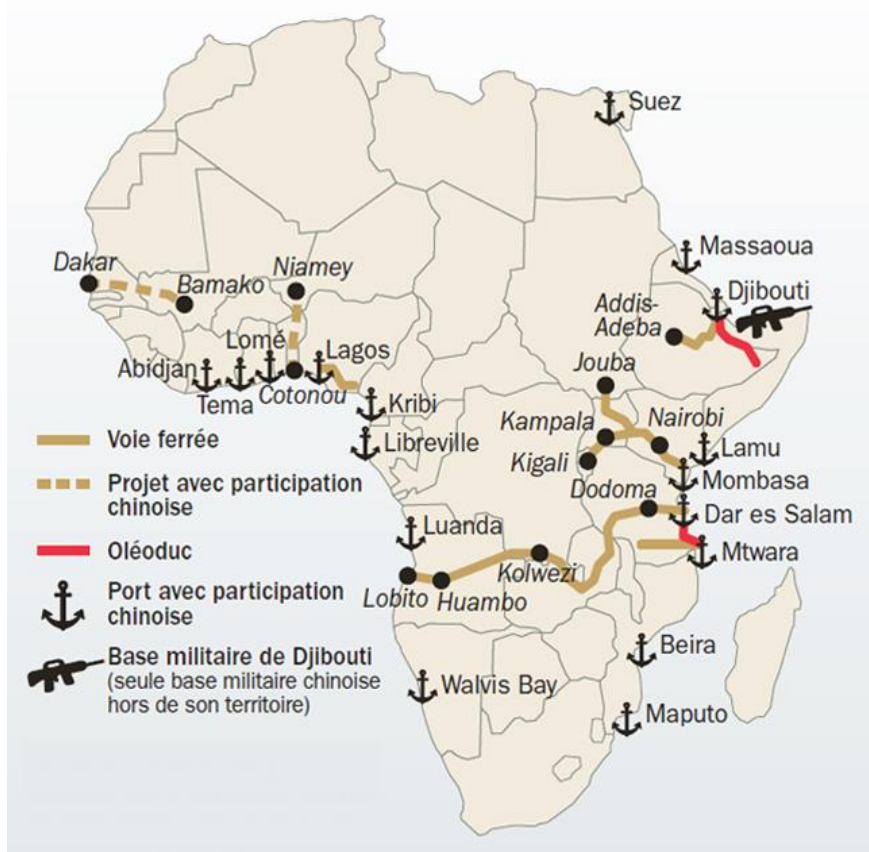 Suez
Massaoua
Djibouti
Addis-
Adeba
Dakar
Bamako
Niamey
Lomé
Lagos
Abidjan
Tema
Cotonou
Jouba
Kribi
Kampala
Nairobi
Libreville
Kigali
Lamu
Mombasa
Dodoma
Dar es Salam
Luanda
Mtwara
Kolwezi
Lobito
Huambo
Beira
Walvis Bay
Maputo
Voie ferrée
Projet avec participation
chinoise
Oléoduc
Port avec participation
chinoise
Base militaire de Djibouti
(seule base militaire chinoise
hors de son territoire)